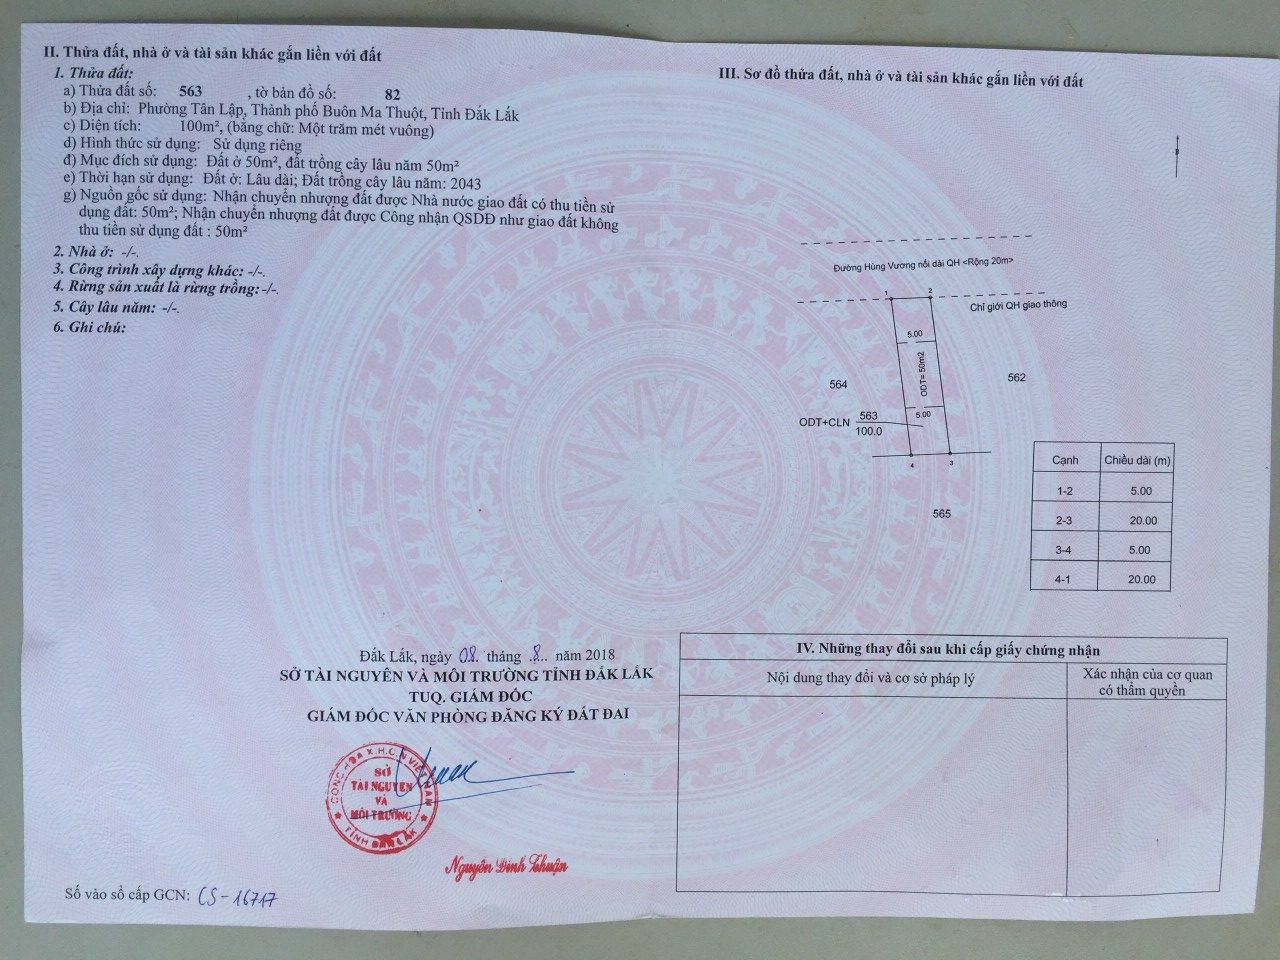 II. Thửa đất, nhà ở và tài sản khác gắn liền với đất
1. Thửa đất:
a) Thửa đất số: 563 , tờ bản đồ số: 82
b) Địa chỉ: Phường Tân Lập, Thành phố Buôn Ma Thuột, Tỉnh Đắk Lắk
c) Diện tích: 100m², (bằng chữ: Một trăm mét vuông)
d) Hình thức sử dụng: Sử dụng riêng
đ) Mục đích sử dụng: Đất ở 50m², đất trồng cây lâu năm 50m²
e) Thời hạn sử dụng: Đất ở: Lâu dài; Đất trồng cây lâu năm: 2043
g) Nguồn gốc sử dụng: Nhận chuyển nhượng đất được Nhà nước giao đất có thu tiền sử
dụng đất: 50m²; Nhận chuyển nhượng đất được Công nhận QSDĐ như giao đất không
thu tiền sử dụng đất : 50m²
2. Nhà ở: -/-.
3. Công trình xây dựng khác: -/-.
4. Rừng sản xuất là rừng trồng: -/-.
5. Cây lâu năm: -/-.
6. Ghi chú:
Đắk Lắk, ngày 08 tháng 8 năm 2018
SỞ TÀI NGUYÊN VÀ MÔI TRƯỜNG TỈNH ĐẮK LẮK
TUQ. GIÁM ĐỐC
GIÁM ĐỐC VĂN PHÒNG ĐĂNG KÝ ĐẤT ĐAI
CỘNG HÒA X.H.C.N VIỆT NAM
SỞ
TÀI NGUYÊN
VÀ
MÔI TRƯỜNG
TỈNH ĐẮK LẮK
Nguyễn Đình Thuận
Số vào sổ cấp GCN: CS-16717
III. Sơ đồ thửa đất, nhà ở và tài sản khác gắn liền với đất
B
Đường Hùng Vương nối dài QH <Rộng 20m>
1 2
Chỉ giới QH giao thông
5.00
ODT= 50m2
564
562
5.00
ODT+CLN 563
100.0
4 3
565
Cạnh Chiều dài (m)
1-2 5.00
2-3 20.00
3-4 5.00
4-1 20.00
IV. Những thay đổi sau khi cấp giấy chứng nhận
Nội dung thay đổi và cơ sở pháp lý
Xác nhận của cơ quan
có thẩm quyền